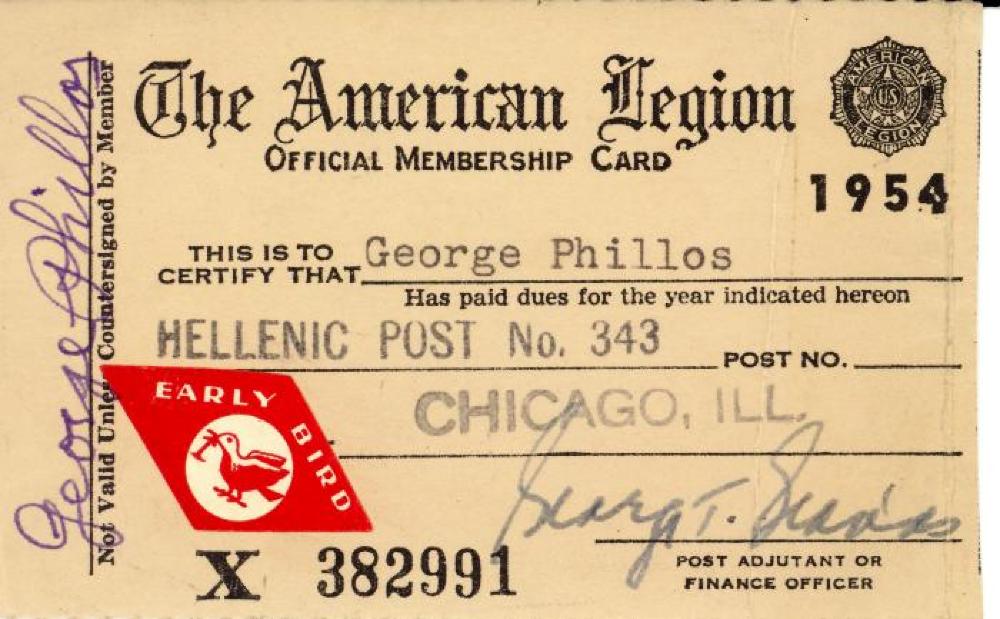 The American Legion
OFFICIAL MEMBERSHIP CARD
AMERICAN
US
LEGION
1954
THIS IS TO
CERTIFY THAT George Phillos
Has paid dues for the year indicated hereon
HELLENIC POST No. 343 POST NO.
CHICAGO, ILL.
EARLY
BIRD
George T.
POST ADJUTANT OR
FINANCE OFFICER
X 382991
Not Valid Unless Countersigned by Member
George Phillos